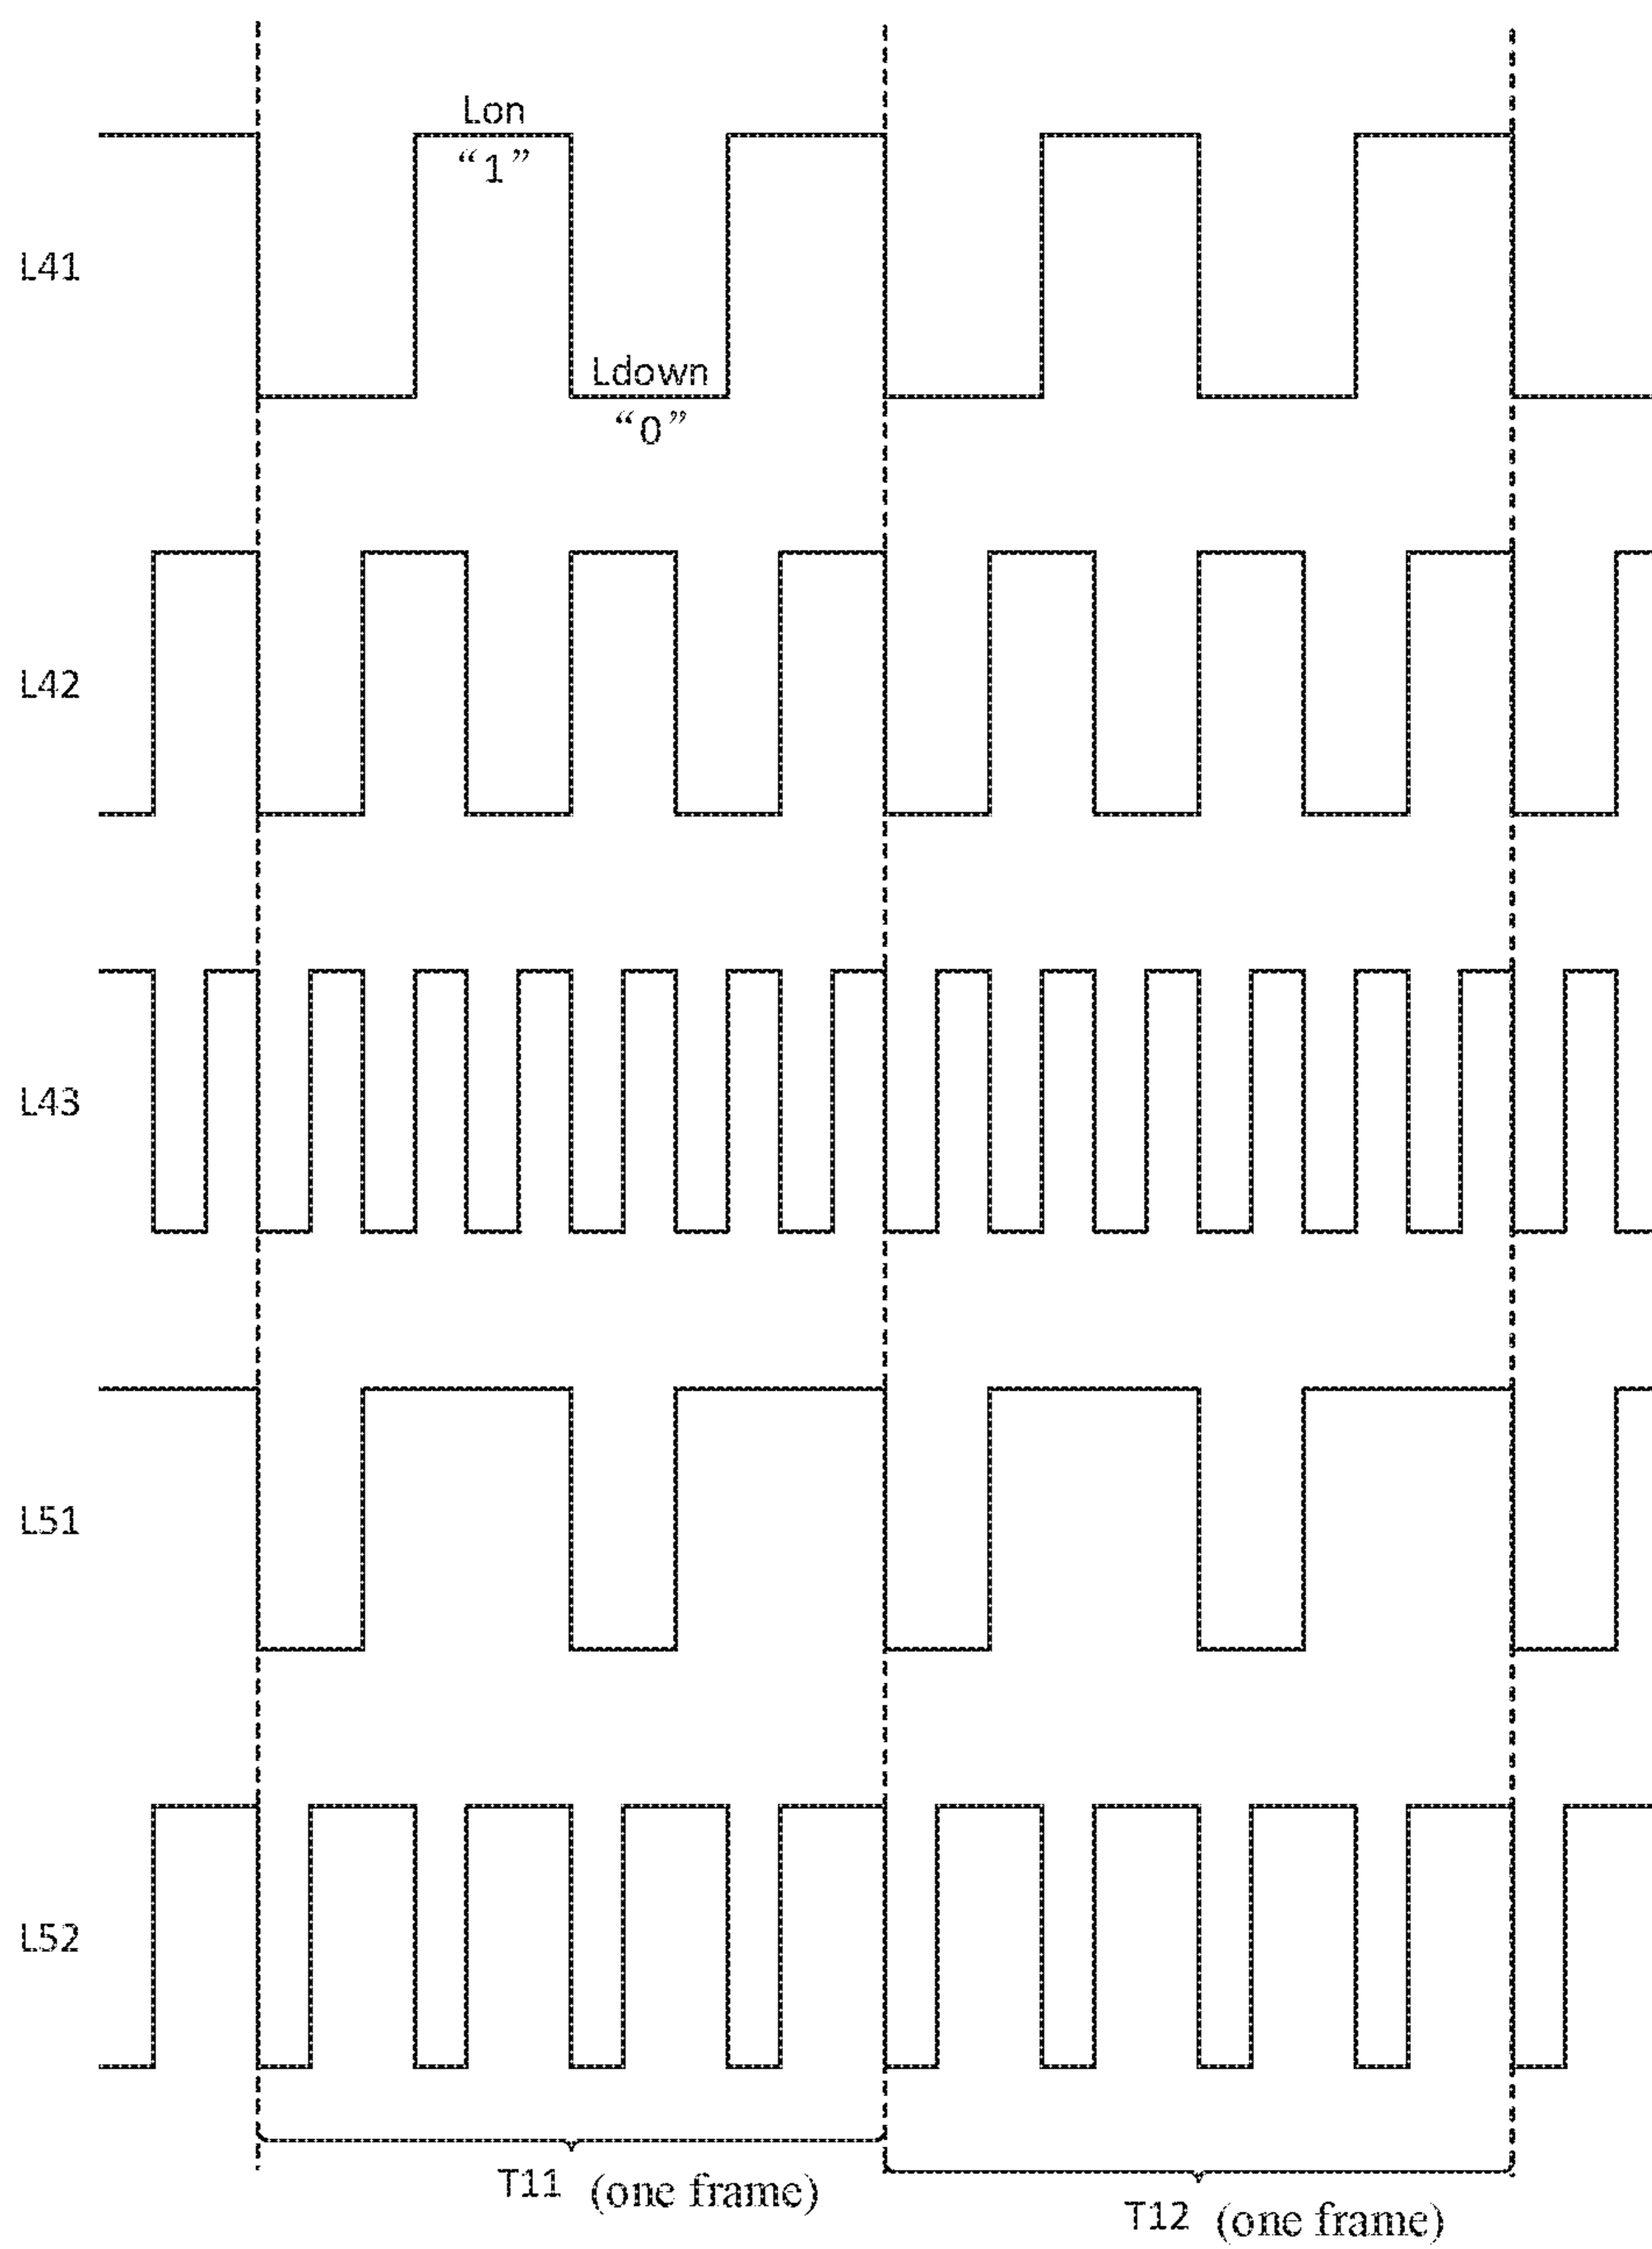 Lon
“1”
L41
Ldown
“0”
L42
L43
L51
L52
T11 (one frame)
T12 (one frame)